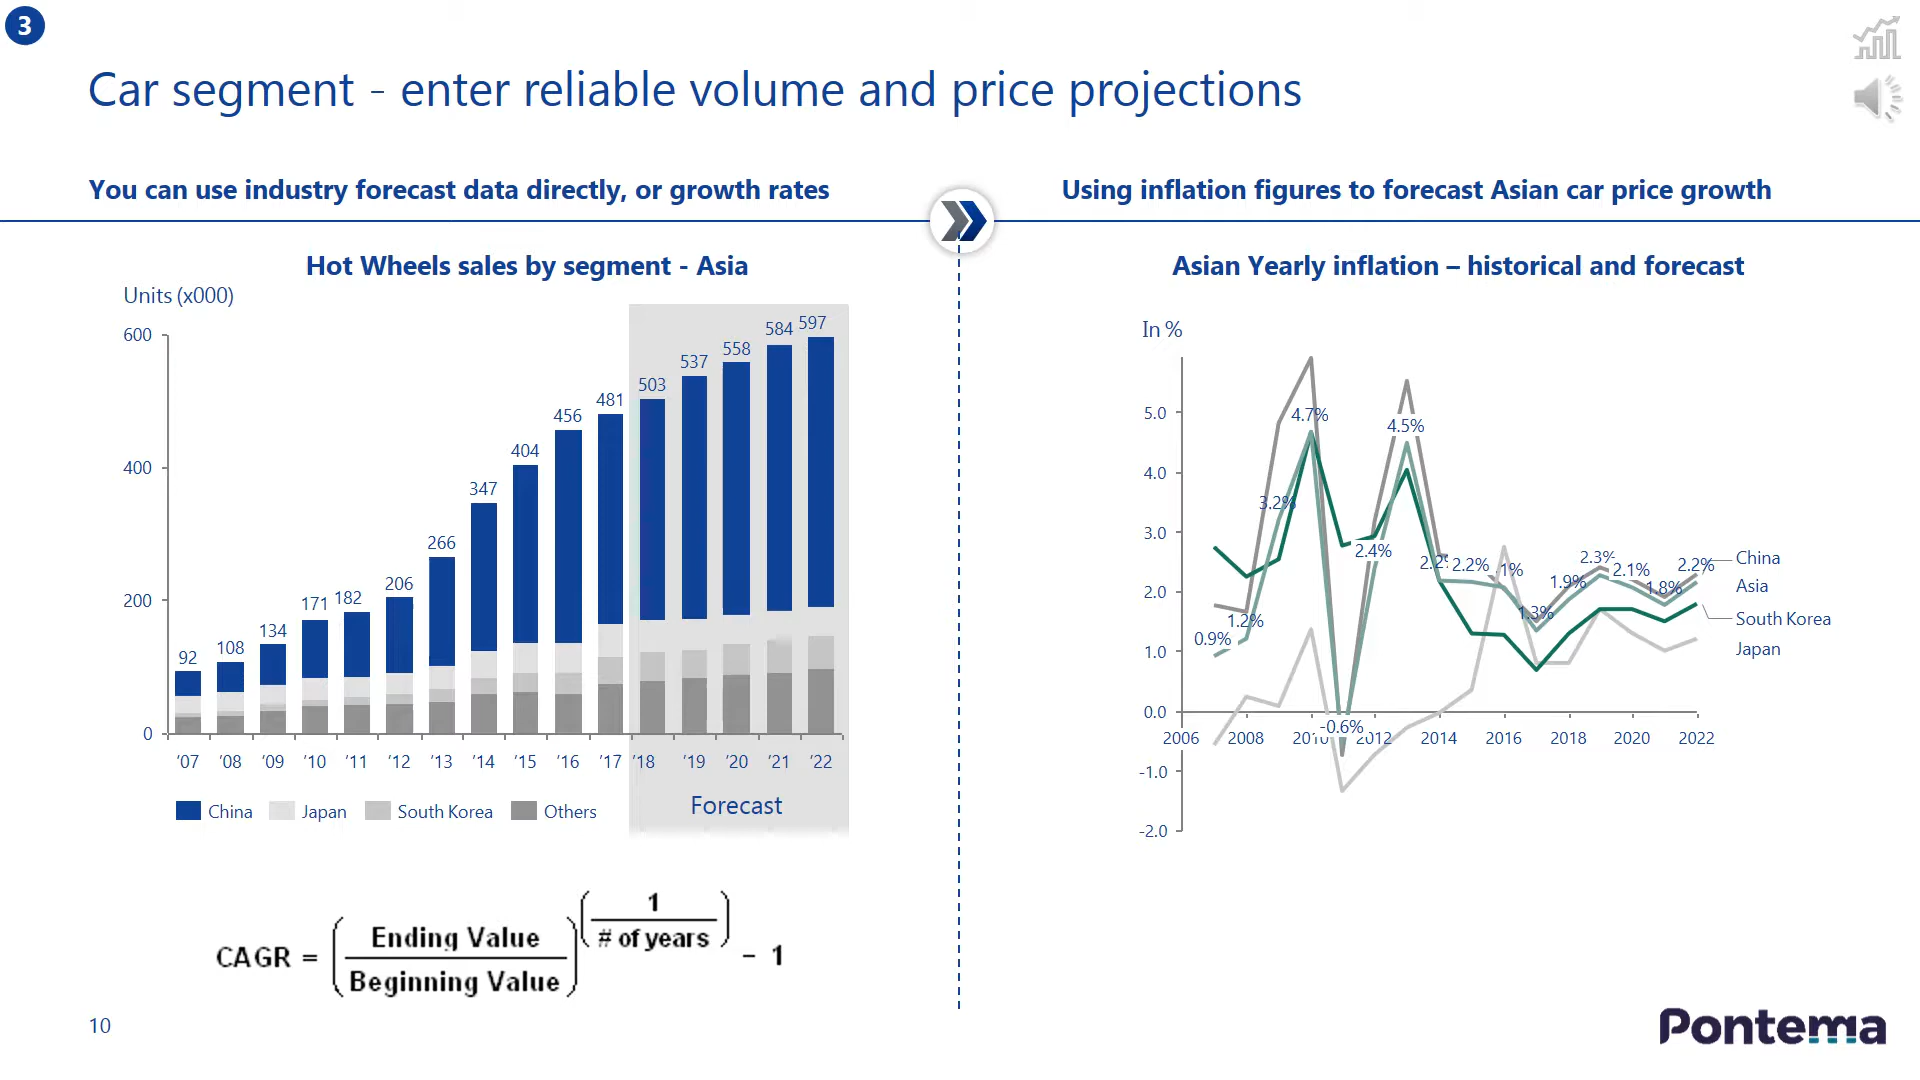 3
Car segment - enter reliable volume and price projections
You can use industry forecast data directly, or growth rates
Using inflation figures to forecast Asian car price growth
Hot Wheels sales by segment - Asia
Units (x000)
600
400
200
0
92
108
134
171
182
206
266
347
404
456
481
503
537
558
584
597
'07 '08 '09 '10 '11 '12 '13 '14 '15 '16 '17 '18 '19 '20 '21 '22
China Japan South Korea Others
Forecast
CAGR = ( Ending Value / Beginning Value ) ( 1 / # of years ) - 1
Asian Yearly inflation – historical and forecast
In %
5.0
4.0
3.0
2.0
1.0
0.0
-1.0
-2.0
0.9%
1.2%
3.2%
4.7%
-0.6%
2.4%
4.5%
2.2%
1.3%
1.9%
2.3%
2.1%
1.8%
2.2%
China
Asia
South Korea
Japan
2006 2008 2010 2012 2014 2016 2018 2020 2022
10
Pontema